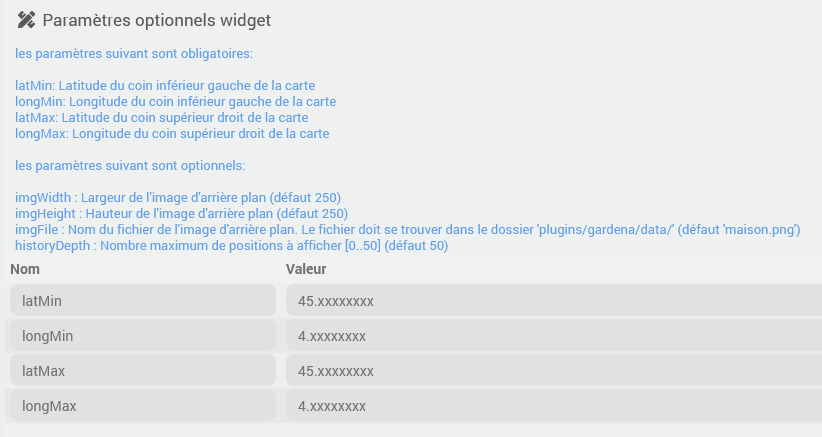 Paramètres optionnels widget
les paramètres suivant sont obligatoires:
latMin: Latitude du coin inférieur gauche de la carte
longMin: Longitude du coin inférieur gauche de la carte
latMax: Latitude du coin supérieur droit de la carte
longMax: Longitude du coin supérieur droit de la carte
les paramètres suivant sont optionnels:
imgWidth : Largeur de l'image d'arrière plan (défaut 250)
imgHeight : Hauteur de l'image d'arrière plan (défaut 250)
imgFile : Nom du fichier de l'image d'arrière plan. Le fichier doit se trouver dans le dossier 'plugins/gardena/data/' (défaut 'maison.png')
historyDepth : Nombre maximum de positions à afficher [0..50] (défaut 50)
Nom Valeur
latMin 45.xxxxxxxx
longMin 4.xxxxxxxx
latMax 45.xxxxxxxx
longMax 4.xxxxxxxx